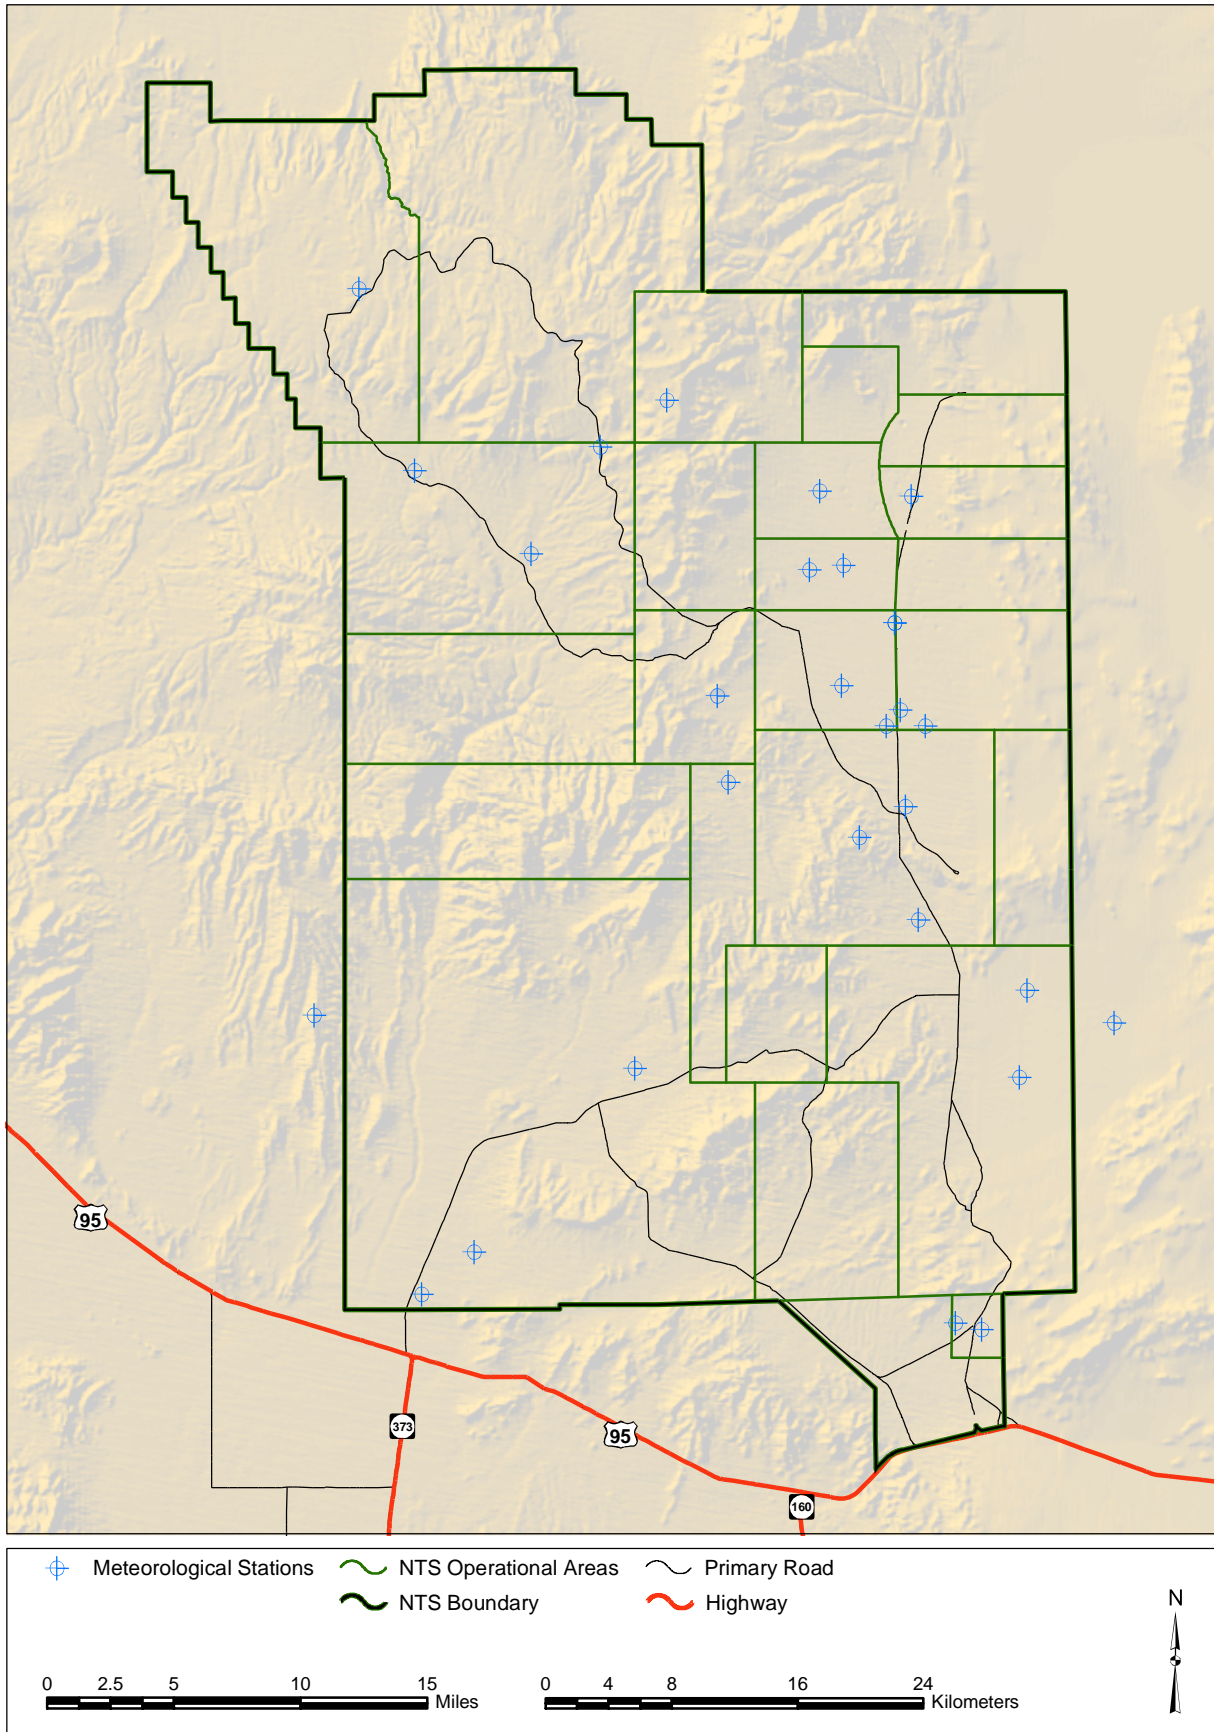 95
373
95
160
Meteorological Stations
NTS Operational Areas
Primary Road
NTS Boundary
Highway
N
0 2.5 5 10 15
Miles
0 4 8 16 24
Kilometers